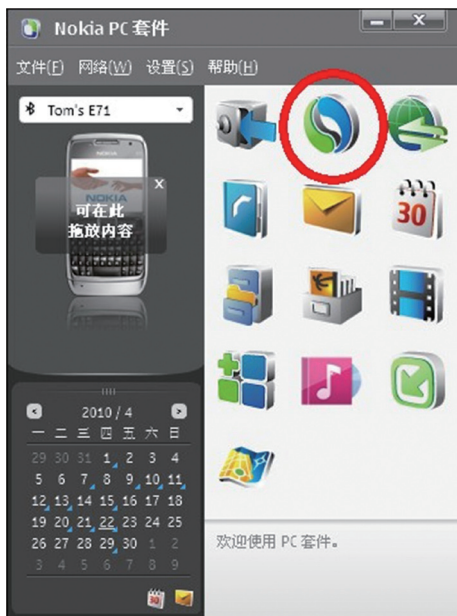 Nokia PC 套件
文件(F) 网络(W) 设置(S) 帮助(H)
Tom's E71
NOKIA
NOKIA
X
可在此
拖放内容
30
2010 / 4
一 二 三 四 五 六 日
29 30 31 1 2 3 4
5 6 7 8 9 10 11
12 13 14 15 16 17 18
19 20 21 22 23 24 25
26 27 28 29 30 1 2
3 4 5 6 7 8 9
30
欢迎使用 PC 套件。